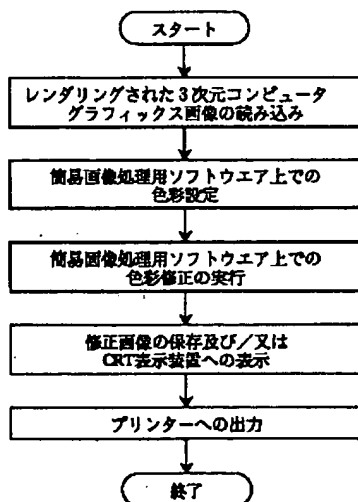 スタート
レンダリングされた3次元コンピュータ
グラフィックス画像の読み込み
簡易画像処理用ソフトウエア上での
色彩設定
簡易画像処理用ソフトウエア上での
色彩修正の実行
修正画像の保存及び/又は
CRT表示装置への表示
プリンターへの出力
終了